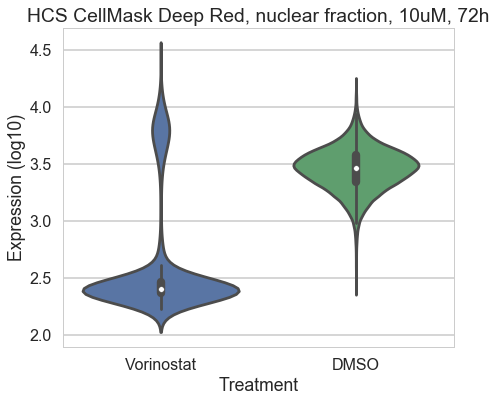 HCS CellMask Deep Red, nuclear fraction, 10uM, 72h
4.5
4.0
3.5
3.0
2.5
2.0
Expression (log10)
Vorinostat
DMSO
Treatment